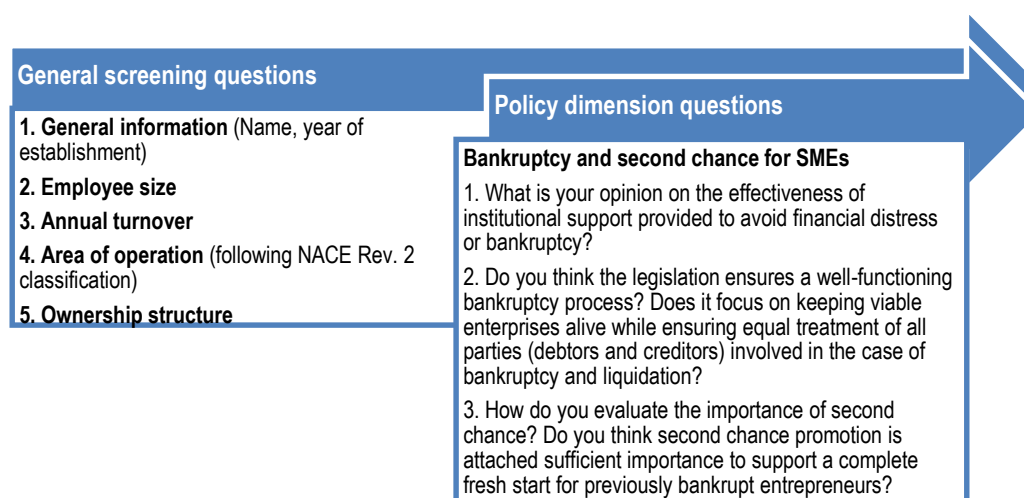 General screening questions
1. General information (Name, year of
establishment)
2. Employee size
3. Annual turnover
4. Area of operation (following NACE Rev. 2
classification)
5. Ownership structure
Policy dimension questions
Bankruptcy and second chance for SMEs
1. What is your opinion on the effectiveness of
institutional support provided to avoid financial distress
or bankruptcy?
2. Do you think the legislation ensures a well-functioning
bankruptcy process? Does it focus on keeping viable
enterprises alive while ensuring equal treatment of all
parties (debtors and creditors) involved in the case of
bankruptcy and liquidation?
3. How do you evaluate the importance of second
chance? Do you think second chance promotion is
attached sufficient importance to support a complete
fresh start for previously bankrupt entrepreneurs?